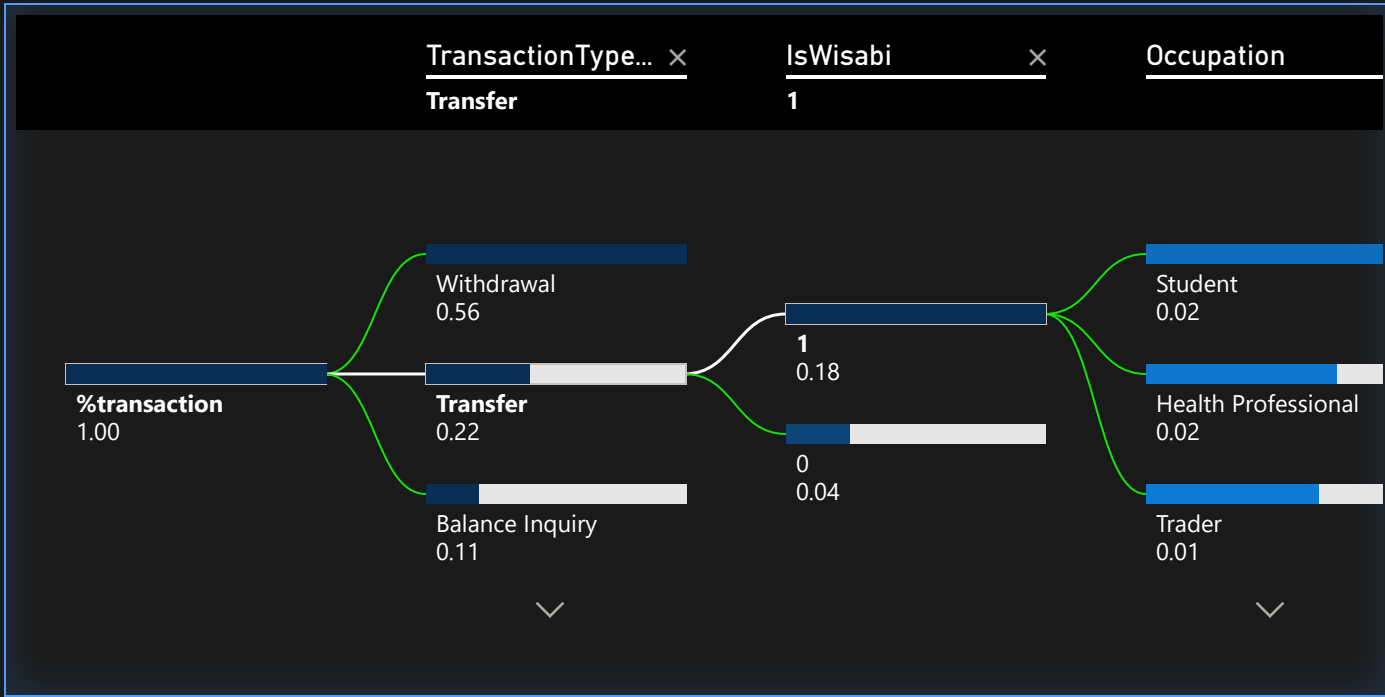 TransactionType... ×
IsWisabi ×
Occupation
Transfer
1
%transaction
1.00
Withdrawal
0.56
Transfer
0.22
Balance Inquiry
0.11
1
0.18
0
0.04
Student
0.02
Health Professional
0.02
Trader
0.01